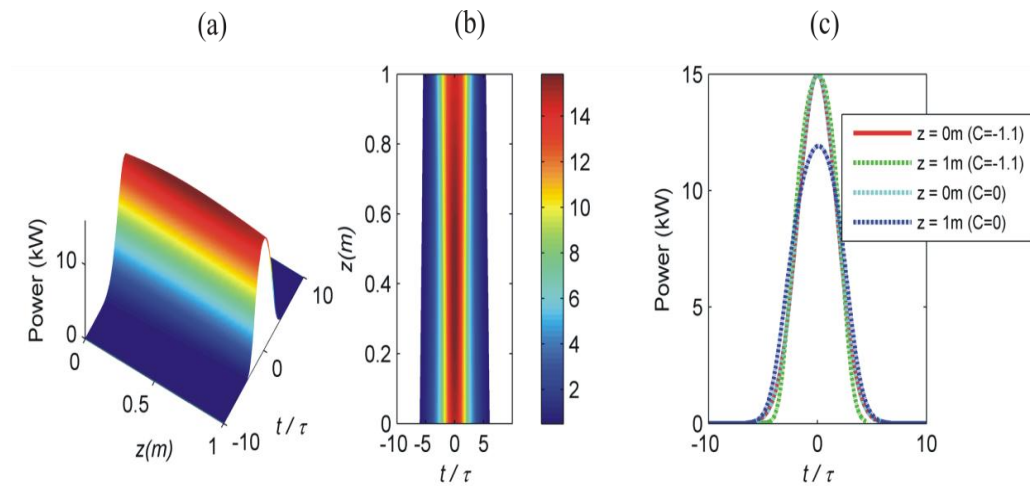 (a)
Power (kW)
10
0
0
0.5
1
z(m)
-10
0
10
t / τ
(b)
z(m)
1
0.8
0.6
0.4
0.2
0
-10
-5
0
5
t / τ
14
12
10
8
6
4
2
(c)
Power (kW)
15
10
5
0
-10
0
10
t / τ
z = 0m (C=-1.1)
z = 1m (C=-1.1)
z = 0m (C=0)
z = 1m (C=0)